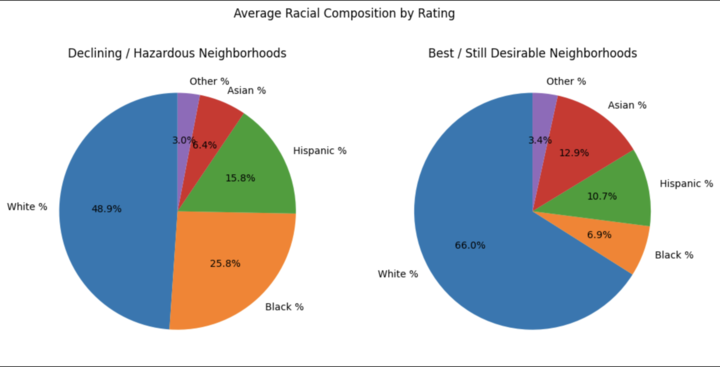 Average Racial Composition by Rating
Declining / Hazardous Neighborhoods
Other %
Asian %
Hispanic %
White %
Black %
3.0%
6.4%
15.8%
48.9%
25.8%
Best / Still Desirable Neighborhoods
Other %
Asian %
Hispanic %
Black %
White %
3.4%
12.9%
10.7%
6.9%
66.0%